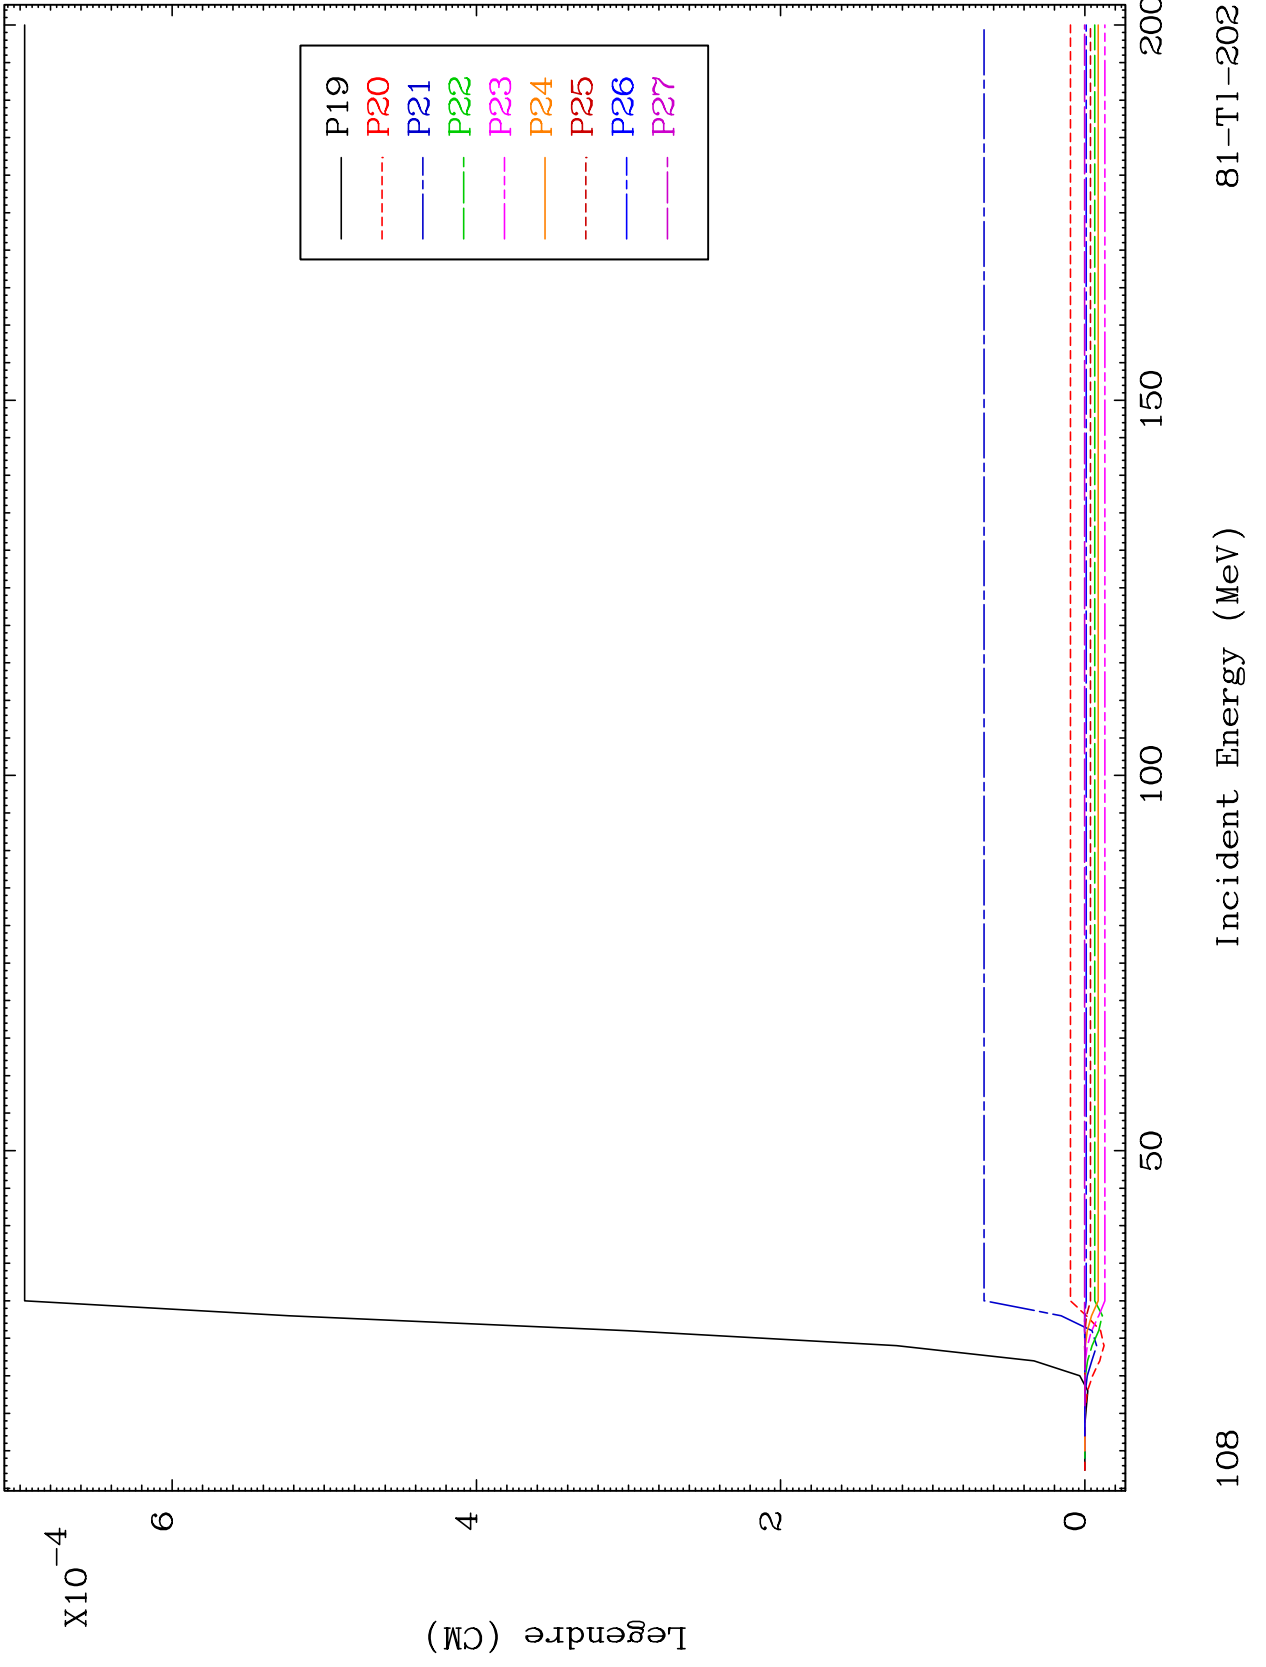 X10-4
6
4
2
0
Legendre (CM)
P19
P20
P21
P22
P23
P24
P25
P26
P27
50
100
150
200
Incident Energy (MeV)
108
81-Tl-202